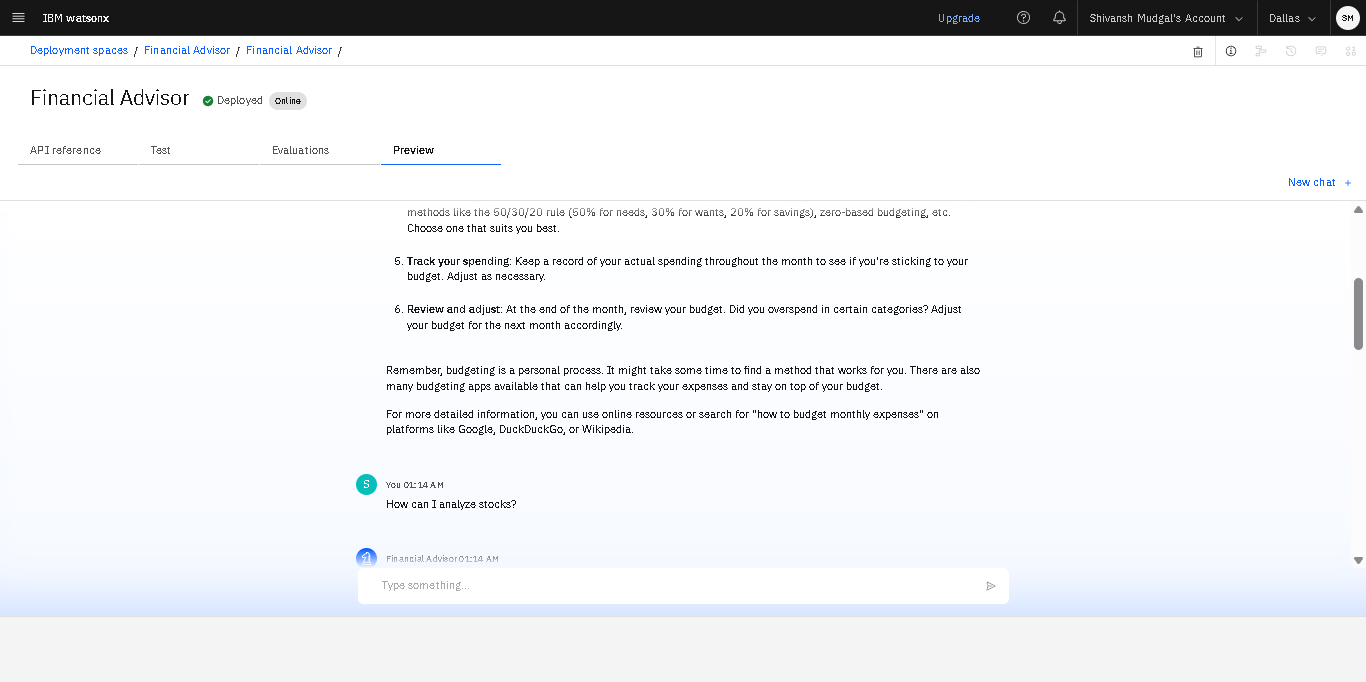 IBM watsonx
Upgrade
Shivansh Mudgal's Account
Dallas
SM
Deployment spaces / Financial Advisor / Financial Advisor /
Financial Advisor
Deployed
Online
API reference
Test
Evaluations
Preview
New chat +
methods like the 50/30/20 rule (50% for needs, 30% for wants, 20% for savings), zero-based budgeting, etc.
Choose one that suits you best.
5. Track your spending: Keep a record of your actual spending throughout the month to see if you're sticking to your
budget. Adjust as necessary.
6. Review and adjust: At the end of the month, review your budget. Did you overspend in certain categories? Adjust
your budget for the next month accordingly.
Remember, budgeting is a personal process. It might take some time to find a method that works for you. There are also
many budgeting apps available that can help you track your expenses and stay on top of your budget.
For more detailed information, you can use online resources or search for "how to budget monthly expenses" on
platforms like Google, DuckDuckGo, or Wikipedia.
S
You 01:14 AM
How can I analyze stocks?
Financial Advisor 01:14 AM
Type something...